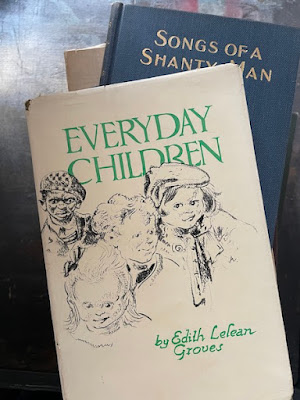 SONGS OF A
SHANTY-MAN
EVERYDAY
CHILDREN
by Edith Lelean
Groves